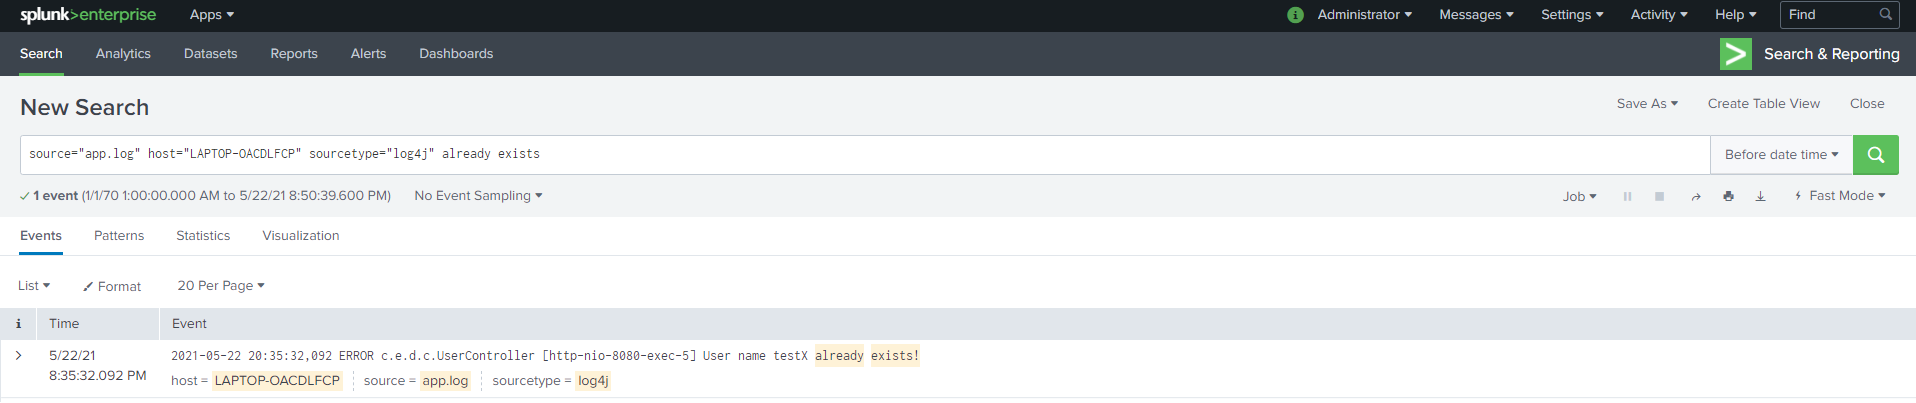 splunk>enterprise Apps i Administrator Messages Settings Activity Help Find
Search Analytics Datasets Reports Alerts Dashboards > Search & Reporting
New Search Save As Create Table View Close
source="app.log" host="LAPTOP-OACDLFCP" sourcetype="log4j" already exists Before date time
1 event (1/1/70 1:00:00.000 AM to 5/22/21 8:50:39.600 PM) No Event Sampling Job Fast Mode
Events Patterns Statistics Visualization
List Format 20 Per Page
i Time Event
5/22/21 2021-05-22 20:35:32,092 ERROR c.e.d.c.UserController [http-nio-8080-exec-5] User name testX already exists!
8:35:32.092 PM host = LAPTOP-OACDLFCP source = app.log sourcetype = log4j